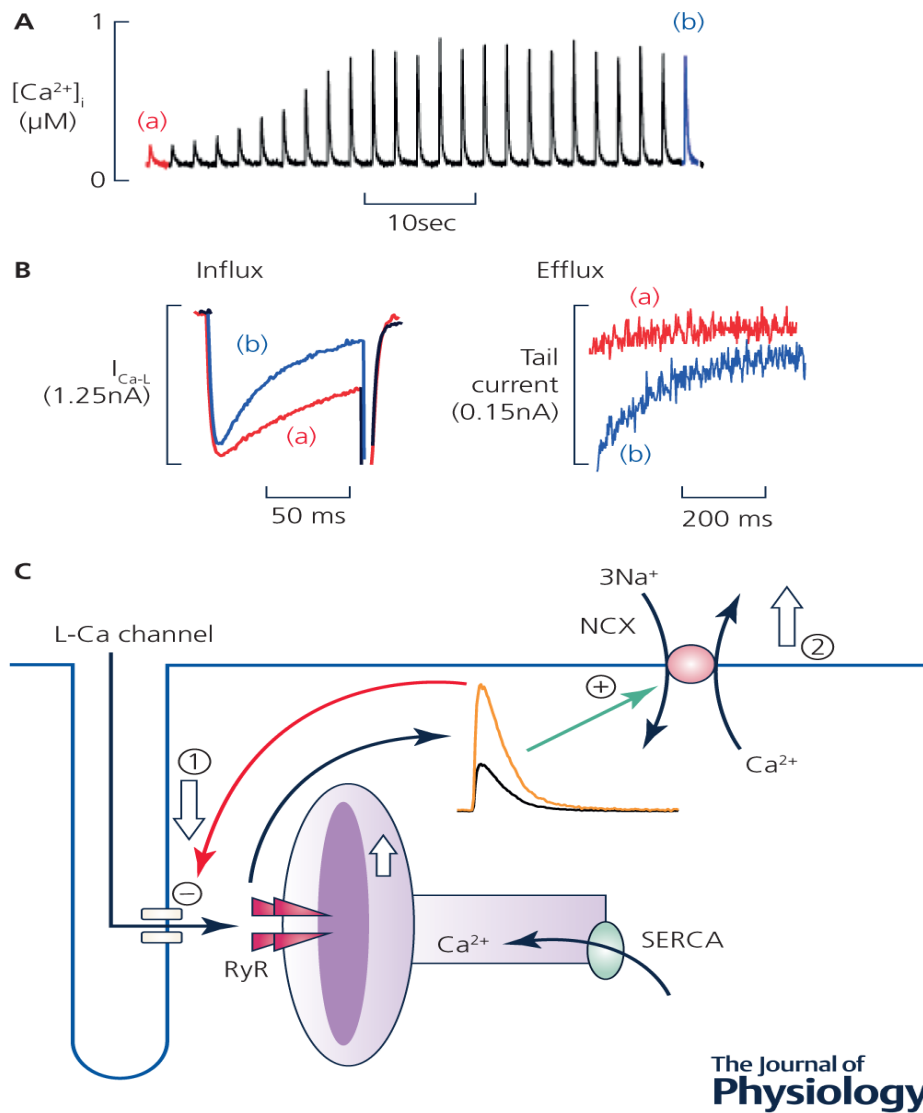 A
1
[Ca²⁺]ᵢ
(μM)
0
(a)
(b)
10sec
B
Influx
Efflux
I Ca-L
(1.25nA)
(b)
(a)
50 ms
Tail
current
(0.15nA)
(a)
(b)
200 ms
C
3Na⁺
NCX
2
L-Ca channel
+
Ca²⁺
1
−
RyR
Ca²⁺
SERCA
The Journal of
Physiology